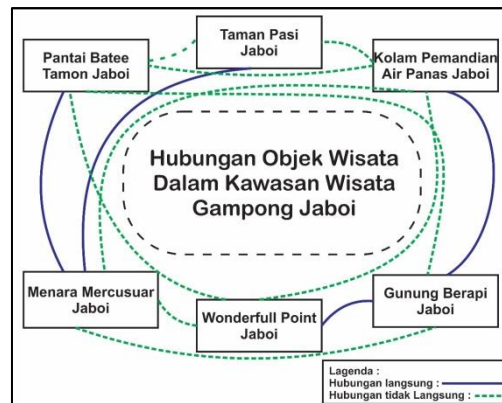 Taman Pasi
Jaboi
Pantai Batee
Tamon Jaboi
Kolam Pemandian
Air Panas Jaboi
Hubungan Objek Wisata
Dalam Kawasan Wisata
Gampong Jaboi
Menara Mercusuar
Jaboi
Wonderfull Point
Jaboi
Gunung Berapi
Jaboi
Lagenda :
Hubungan langsung :
Hubungan tidak Langsung :